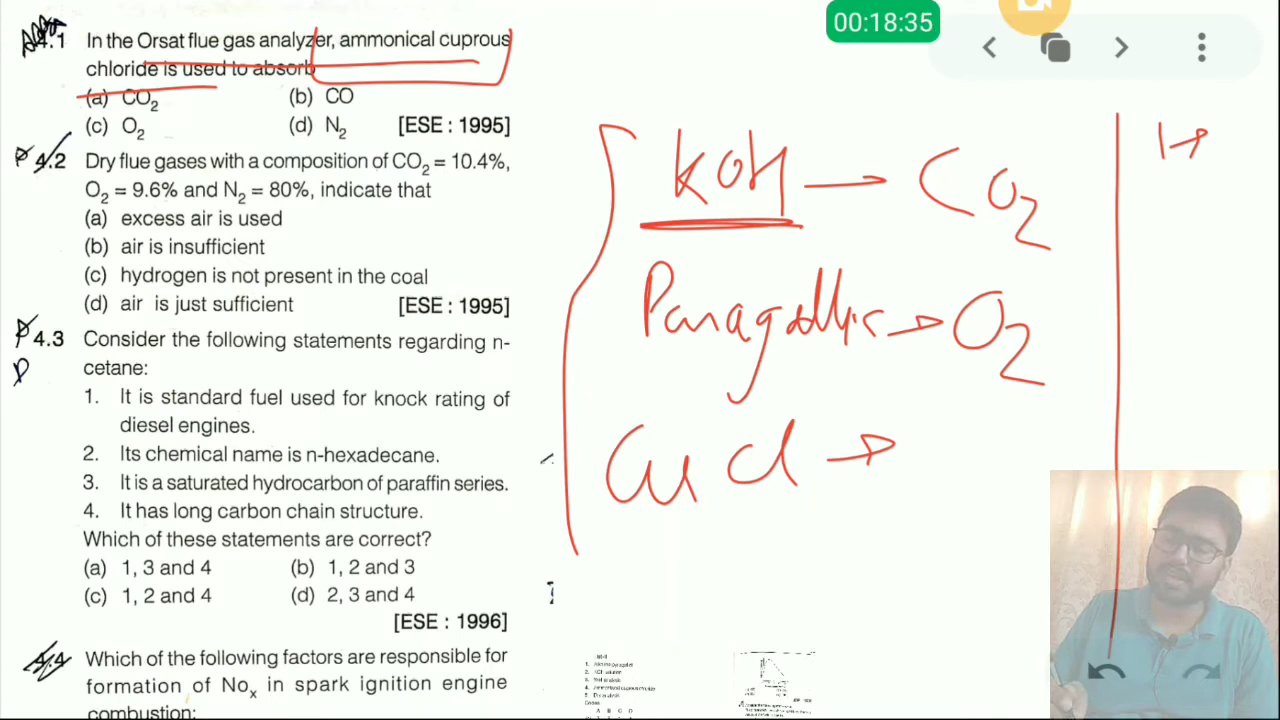 00:18:35
4.1 In the Orsat flue gas analyzer, ammonical cuprous
chloride is used to absorb
(a) CO₂ (b) CO
(c) O₂ (d) N₂ [ESE : 1995]
4.2 Dry flue gases with a composition of CO₂ = 10.4%,
O₂ = 9.6% and N₂ = 80%, indicate that
(a) excess air is used
(b) air is insufficient
(c) hydrogen is not present in the coal
(d) air is just sufficient [ESE : 1995]
4.3 Consider the following statements regarding n-
cetane:
1. It is standard fuel used for knock rating of
diesel engines.
2. Its chemical name is n-hexadecane.
3. It is a saturated hydrocarbon of paraffin series.
4. It has long carbon chain structure.
Which of these statements are correct?
(a) 1, 3 and 4 (b) 1, 2 and 3
(c) 1, 2 and 4 (d) 2, 3 and 4
[ESE : 1996]
4.4 Which of the following factors are responsible for
formation of Noₓ in spark ignition engine
combustion:
KOH → CO₂
Paragallic → O₂
Cu Cl →